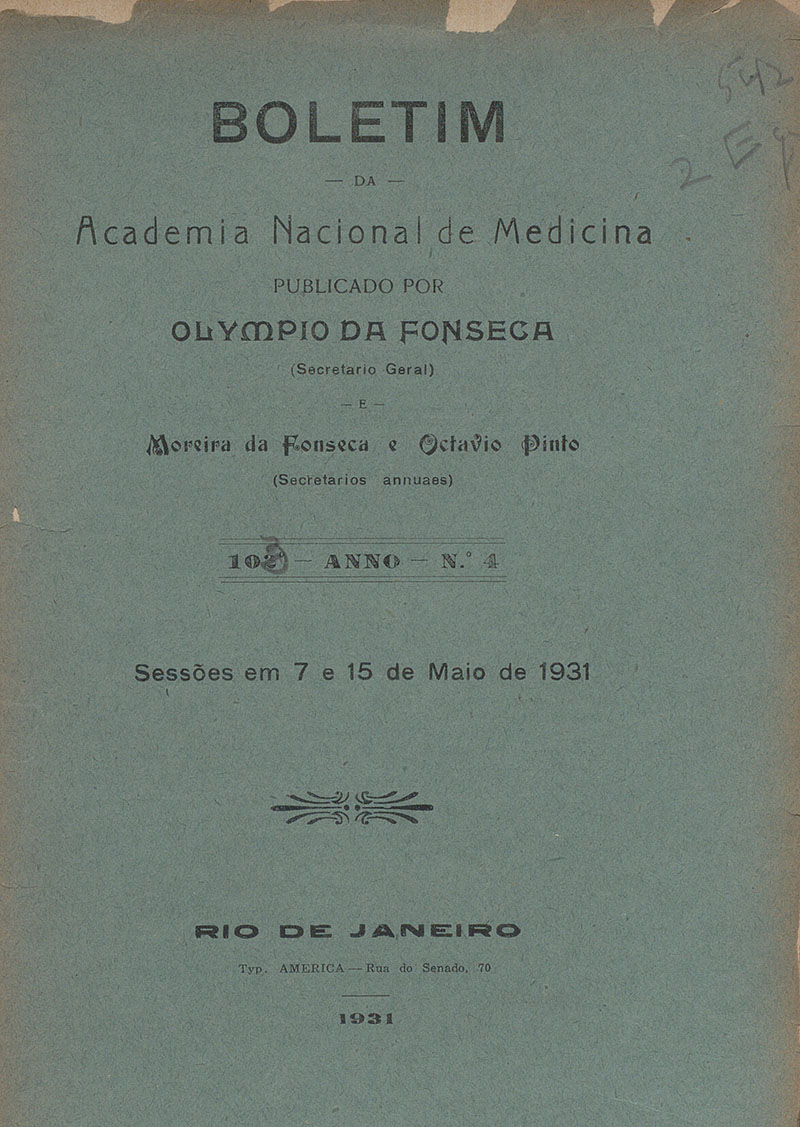 BOLETIM
— DA —
Academia Nacional de Medicina
PUBLICADO POR
OLYMPIO DA FONSECA
(Secretario Geral)
— E —
Moreira da Fonseca e Octavio Pinto
(Secretarios annuaes)
— ANNO — N.º 4
Sessões em 7 e 15 de Maio de 1931
RIO DE JANEIRO
Typ. AMERICA — Rua do Senado, 70
1931